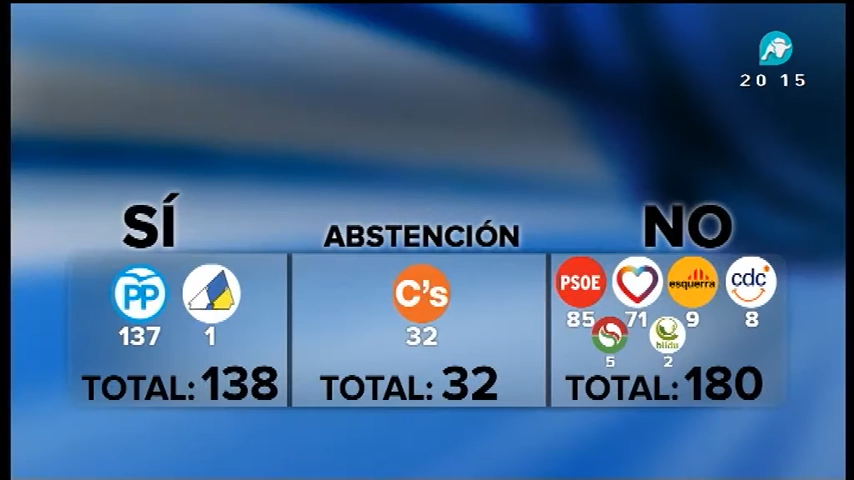 20 15
SÍ
ABSTENCIÓN
NO
PP
C's
PSOE
esquerra
cdc
137
1
32
85
71
9
8
bildu
5
2
TOTAL: 138
TOTAL: 32
TOTAL: 180